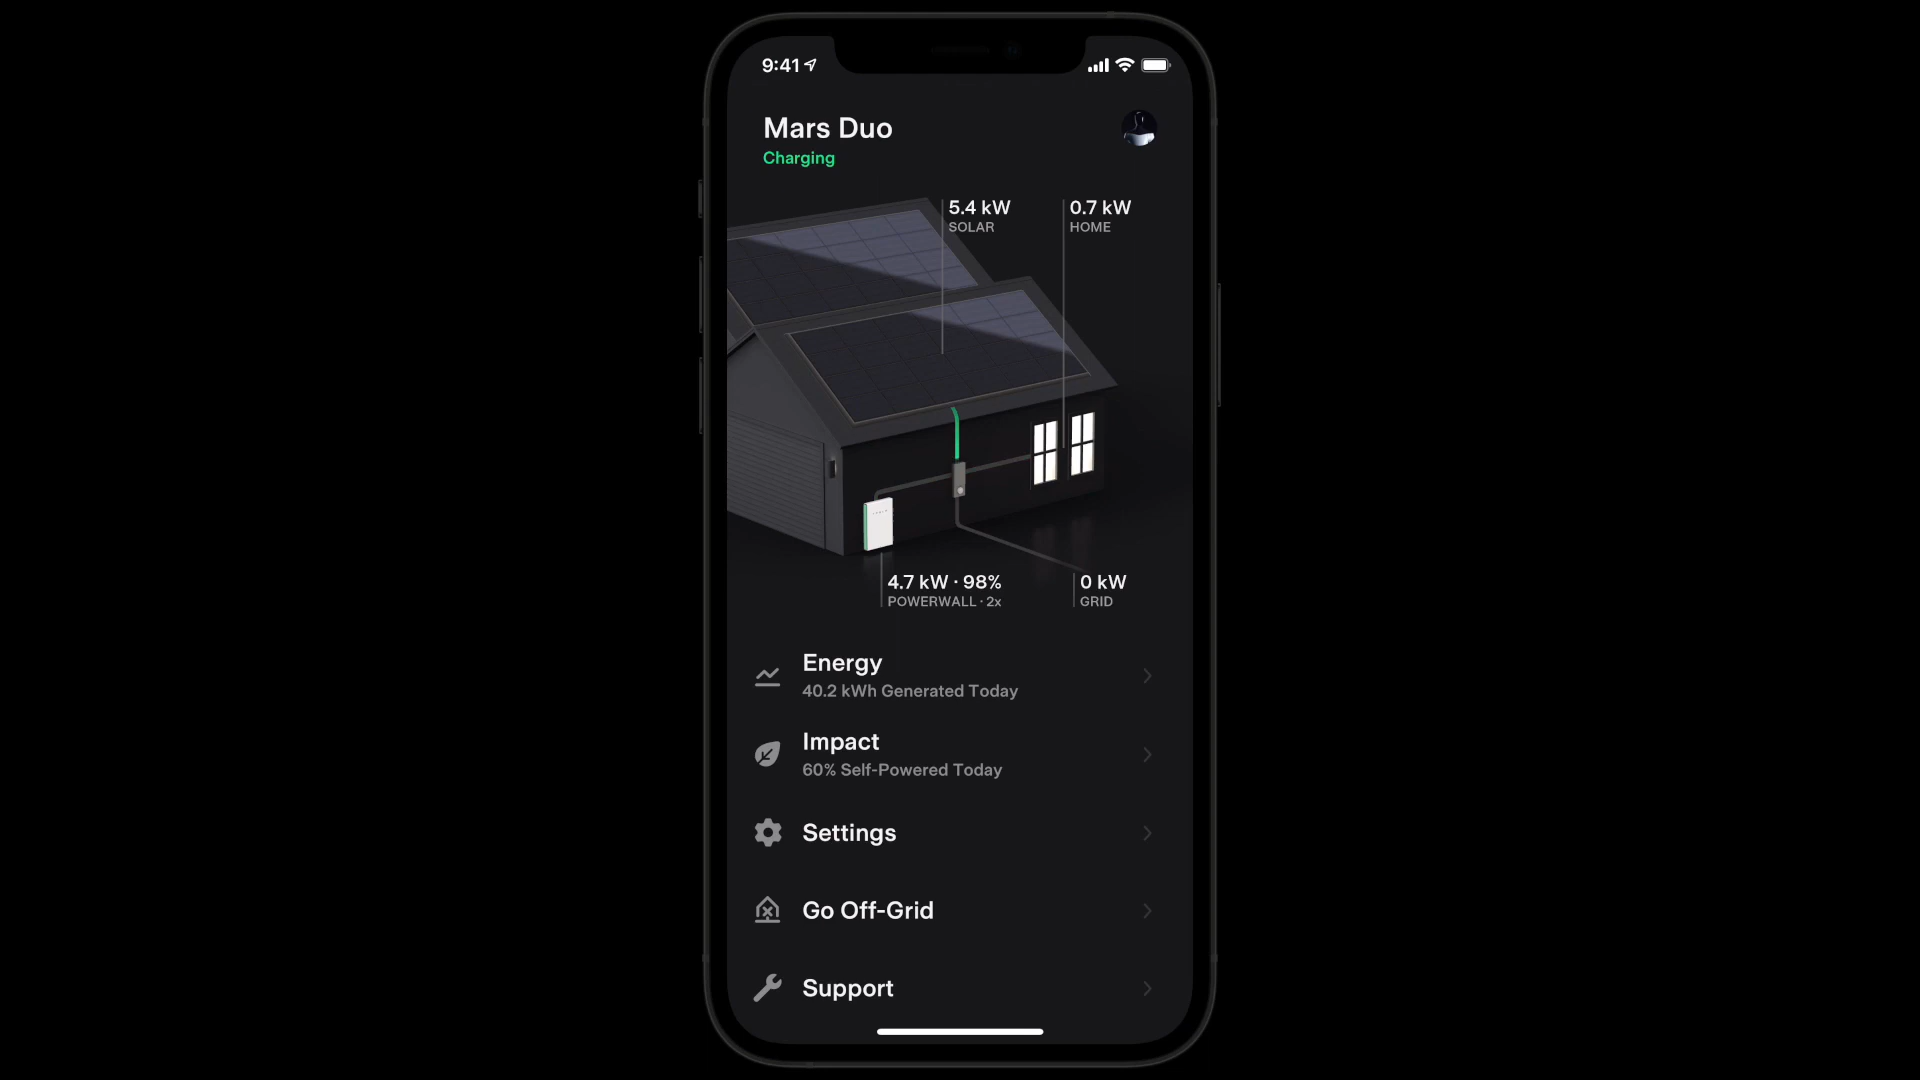 9:41
Mars Duo
Charging
5.4 kW
SOLAR
0.7 kW
HOME
4.7 kW · 98%
POWERWALL · 2x
0 kW
GRID
Energy
40.2 kWh Generated Today
Impact
60% Self-Powered Today
Settings
Go Off-Grid
Support